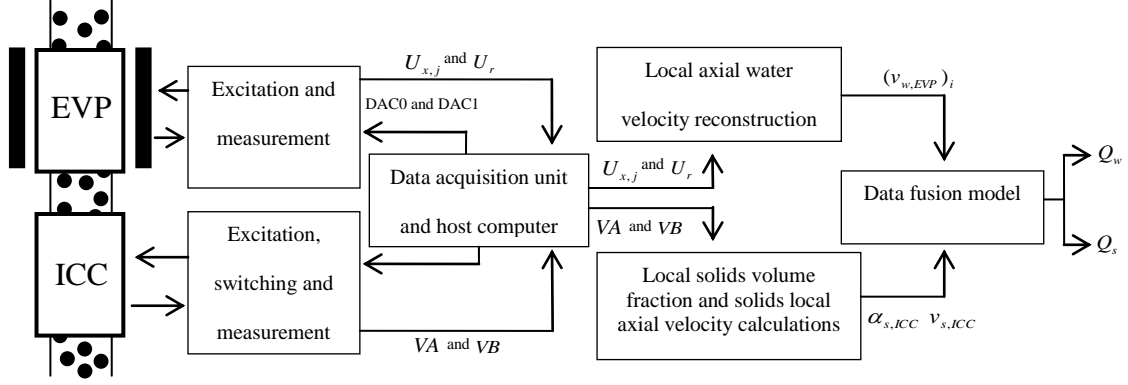 EVP
ICC
Excitation and
measurement
U_{x,j} and U_r
DAC0 and DAC1
Excitation,
switching and
measurement
VA and VB
Data acquisition unit
and host computer
U_{x,j} and U_r
VA and VB
Local axial water
velocity reconstruction
Local solids volume
fraction and solids local
axial velocity calculations
(v_{w,EVP})_i
α_{s,ICC} v_{s,ICC}
Data fusion model
Q_w
Q_s